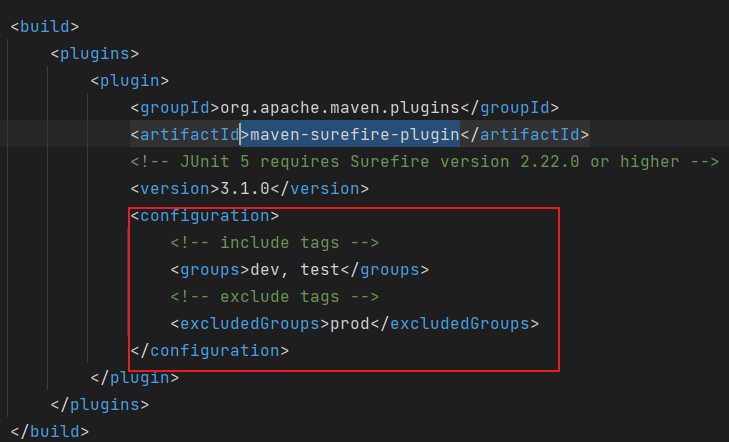 <build>
<plugins>
<plugin>
<groupId>org.apache.maven.plugins</groupId>
<artifactId>maven-surefire-plugin</artifactId>
<!-- JUnit 5 requires Surefire version 2.22.0 or higher -->
<version>3.1.0</version>
<configuration>
<!-- include tags -->
<groups>dev, test</groups>
<!-- exclude tags -->
<excludedGroups>prod</excludedGroups>
</configuration>
</plugin>
</plugins>
</build>